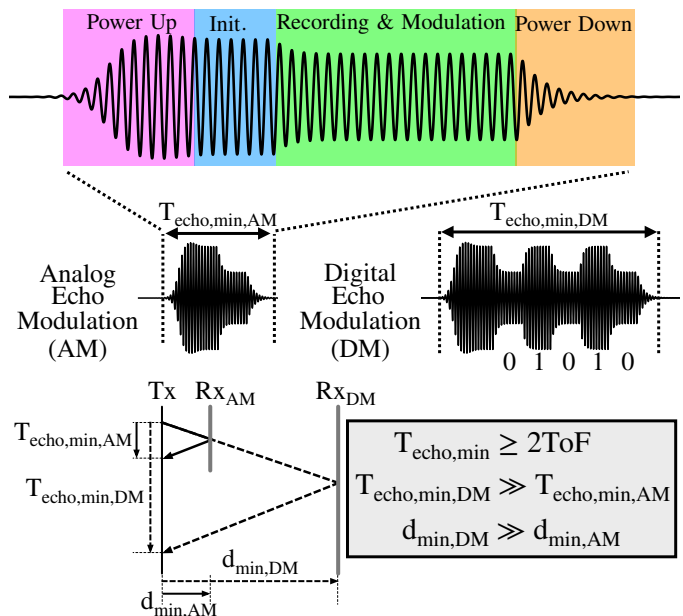 Power Up Init. Recording & Modulation Power Down
T_echo,min,AM T_echo,min,DM
Analog
Echo
Modulation
(AM)
Digital
Echo
Modulation
(DM)
0 1 0 1 0
Tx Rx_AM Rx_DM
T_echo,min,AM
T_echo,min,DM
T_echo,min ≥ 2ToF
T_echo,min,DM ≫ T_echo,min,AM
d_min,DM ≫ d_min,AM
d_min,DM
d_min,AM